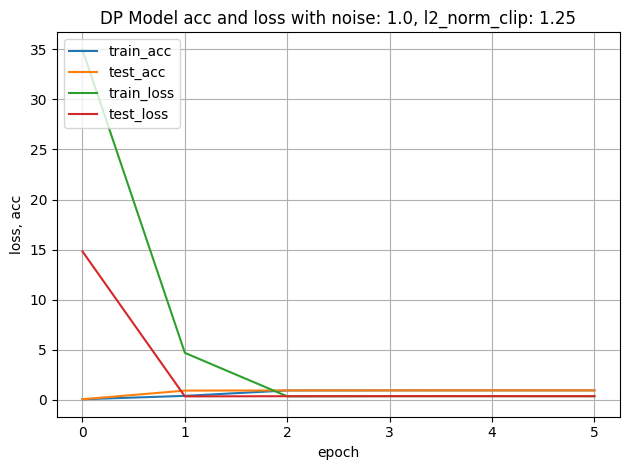 DP Model acc and loss with noise: 1.0, l2_norm_clip: 1.25
35
30
25
20
15
10
5
0
loss, acc
train_acc
test_acc
train_loss
test_loss
0 1 2 3 4 5
epoch